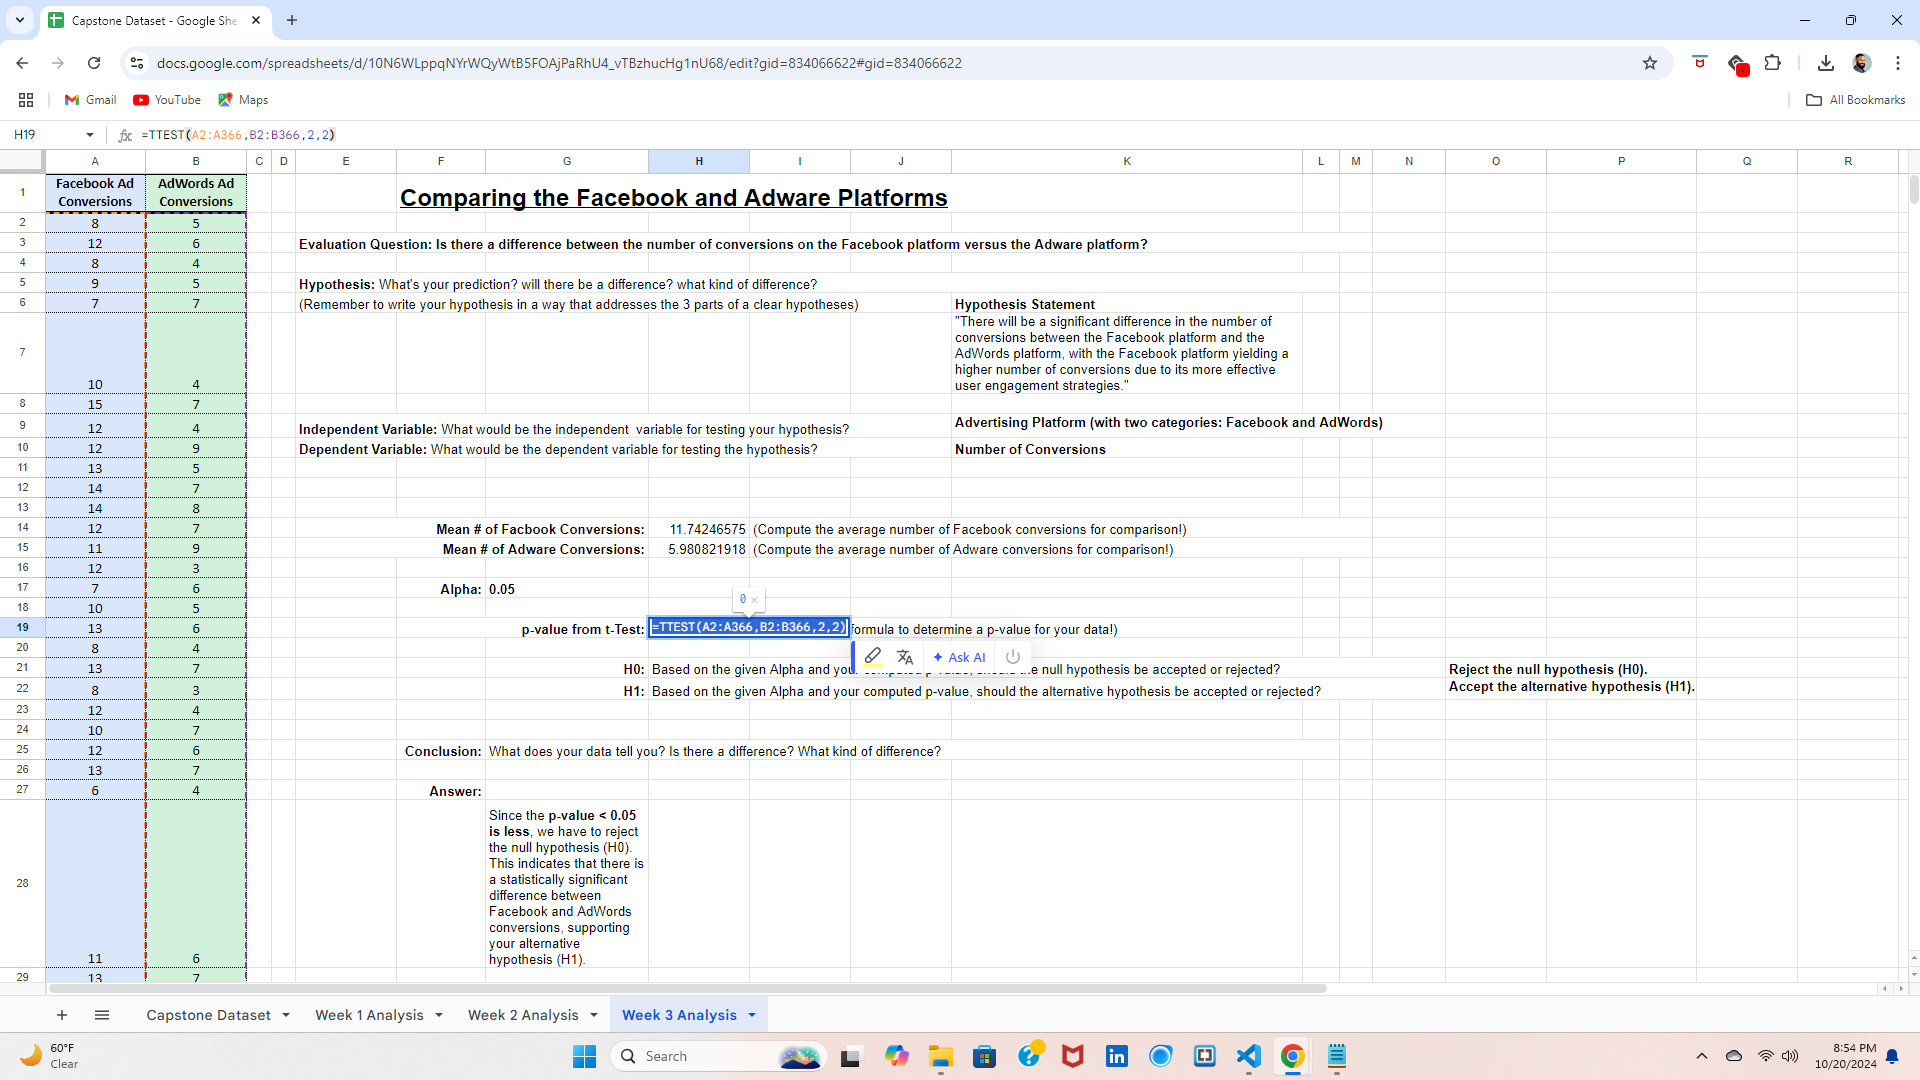 Capstone Dataset - Google She
docs.google.com/spreadsheets/d/10N6WLppqNYrWQyWtB5FOAjPaRhU4_vTBzhucHg1nU68/edit?gid=834066622#gid=834066622
Gmail YouTube Maps All Bookmarks
H19 fx =TTEST(A2:A366,B2:B366,2,2)
A B C D E F G H I J K L M N O P Q R
1 Facebook Ad Conversions AdWords Ad Conversions Comparing the Facebook and Adware Platforms
2 8 5
3 12 6 Evaluation Question: Is there a difference between the number of conversions on the Facebook platform versus the Adware platform?
4 8 4
5 9 5 Hypothesis: What's your prediction? will there be a difference? what kind of difference?
6 7 7 (Remember to write your hypothesis in a way that addresses the 3 parts of a clear hypotheses) Hypothesis Statement
"There will be a significant difference in the number of
conversions between the Facebook platform and the
AdWords platform, with the Facebook platform yielding a
higher number of conversions due to its more effective
user engagement strategies."
7 10 4
8 15 7
9 12 4 Independent Variable: What would be the independent  variable for testing your hypothesis? Advertising Platform (with two categories: Facebook and AdWords)
10 12 9 Dependent Variable: What would be the dependent variable for testing the hypothesis? Number of Conversions
11 13 5
12 14 7
13 14 8
14 12 7 Mean # of Facbook Conversions: 11.74246575 (Compute the average number of Facebook conversions for comparison!)
15 11 9 Mean # of Adware Conversions: 5.980821918 (Compute the average number of Adware conversions for comparison!)
16 12 3
17 7 6 Alpha: 0.05
18 10 5 0 ×
19 13 6 p-value from t-Test: =TTEST(A2:A366,B2:B366,2,2) formula to determine a p-value for your data!)
20 8 4 Ask AI
21 13 7 H0: Based on the given Alpha and your computed p-value, should the null hypothesis be accepted or rejected? Reject the null hypothesis (H0).
22 8 3 H1: Based on the given Alpha and your computed p-value, should the alternative hypothesis be accepted or rejected? Accept the alternative hypothesis (H1).
23 12 4
24 10 7
25 12 6 Conclusion: What does your data tell you? Is there a difference? What kind of difference?
26 13 7
27 6 4 Answer:
Since the p-value < 0.05
is less, we have to reject
the null hypothesis (H0).
This indicates that there is
a statistically significant
difference between
Facebook and AdWords
conversions, supporting
your alternative
hypothesis (H1).
28 11 6
29 13 7
Capstone Dataset Week 1 Analysis Week 2 Analysis Week 3 Analysis
60°F
Clear
Search
8:54 PM
10/20/2024